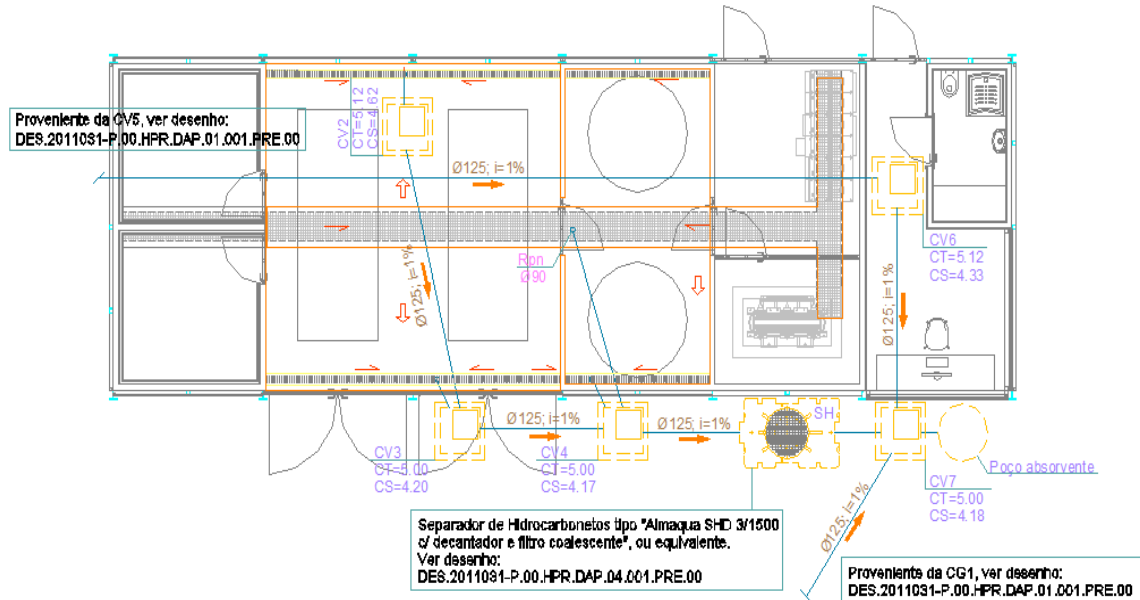 Proveniente da CV5, ver desenho:
DES.2011031-P.00.HPR.DAP.01.001.PRE.00
CV2
CT=5.12
CS=4.62
Ø125; i=1%
Ø125; i=1%
Rpn
Ø90
CV6
CT=5.12
CS=4.33
Ø125; i=1%
CV3
CT=5.00
CS=4.20
Ø125; i=1%
CV4
CT=5.00
CS=4.17
Ø125; i=1%
SH
Poço absorvente
CV7
CT=5.00
CS=4.18
Ø125; i=1%
Separador de Hidrocarbonetos tipo "Almaqua SHD 3/1500
c/ decantador e filtro coalescente", ou equivalente.
Ver desenho:
DES.2011031-P.00.HPR.DAP.04.001.PRE.00
Proveniente da CG1, ver desenho:
DES.2011031-P.00.HPR.DAP.01.001.PRE.00